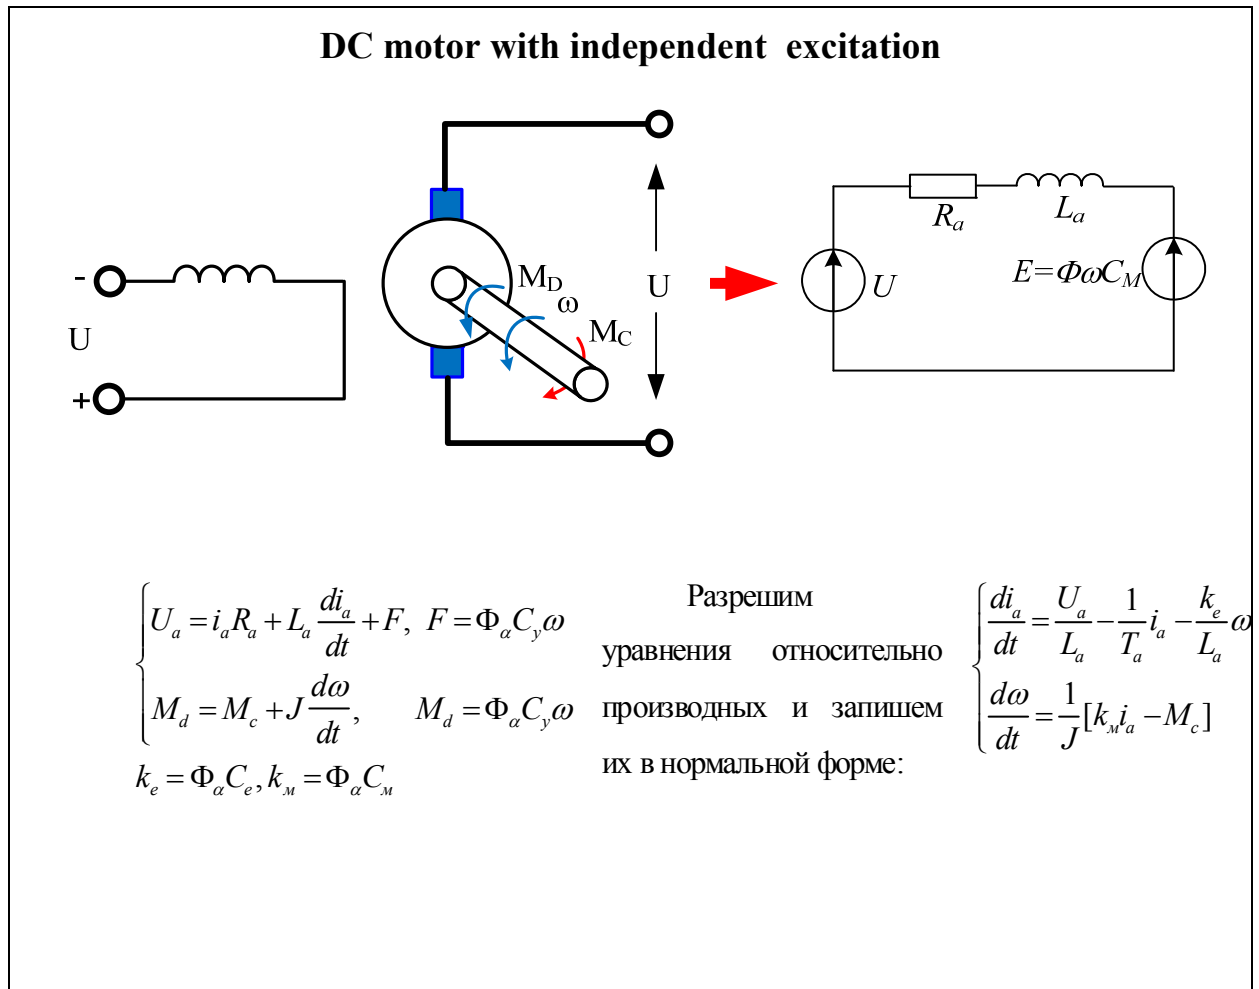 DC motor with independent excitation
-
U
+
M_D
ω
M_C
U
R_a
L_a
U
E=ΦωC_M
U_a = i_a R_a + L_a di_a/dt + F, F = Φ_α C_y ω
M_d = M_c + J dω/dt, M_d = Φ_α C_y ω
k_e = Φ_α C_e, k_м = Φ_α C_м
Разрешим
уравнения относительно
производных и запишем
их в нормальной форме:
di_a/dt = U_a/L_a − 1/T_a i_a − k_e/L_a ω
dω/dt = 1/J [k_м i_a − M_c]